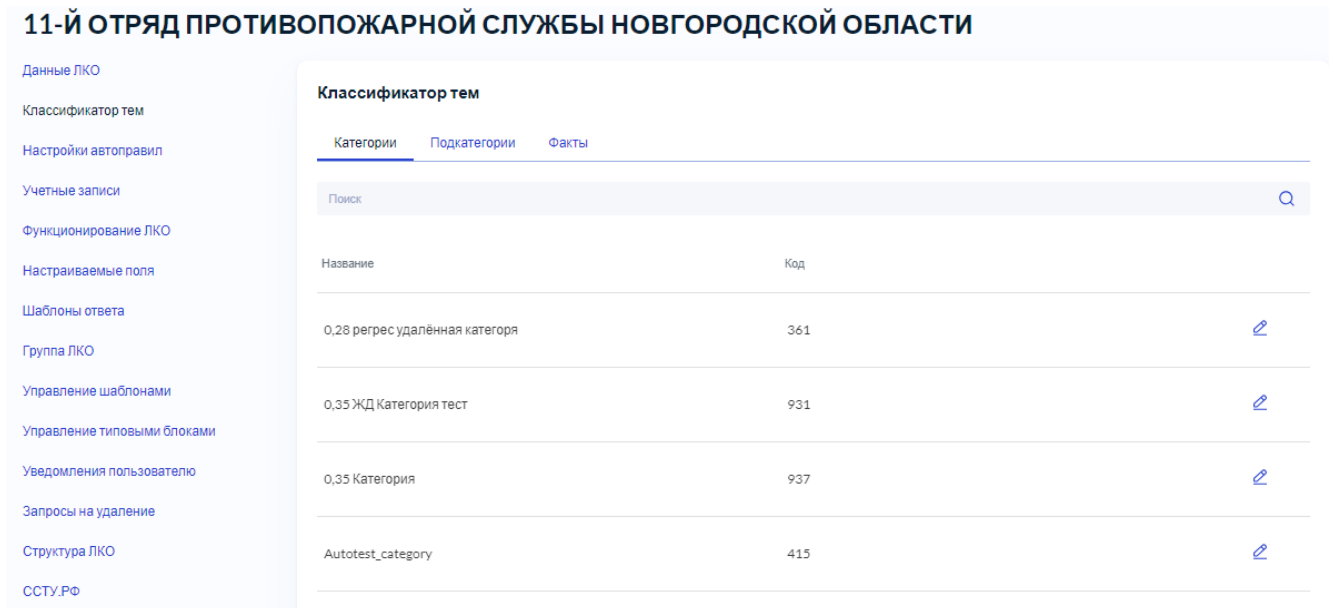 11-Й ОТРЯД ПРОТИВОПОЖАРНОЙ СЛУЖБЫ НОВГОРОДСКОЙ ОБЛАСТИ
Данные ЛКО
Классификатор тем
Настройки автоправил
Учетные записи
Функционирование ЛКО
Настраиваемые поля
Шаблоны ответа
Группа ЛКО
Управление шаблонами
Управление типовыми блоками
Уведомления пользователю
Запросы на удаление
Структура ЛКО
ССТУ.РФ
Классификатор тем
Категории Подкатегории Факты
Поиск
Название Код
0,28 регрес удалённая категоря 361
0,35 ЖД Категория тест 931
0,35 Категория 937
Autotest_category 415